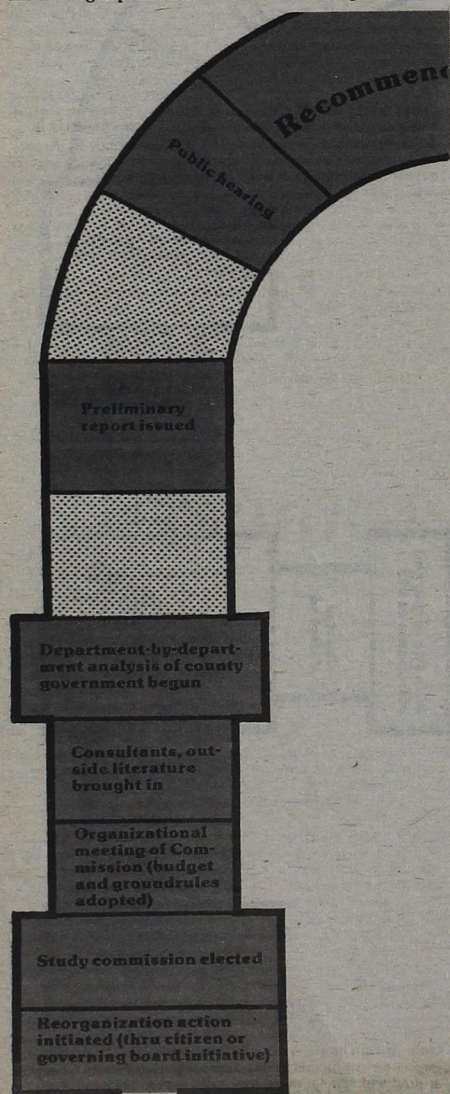 Recommen
Public hearing
Preliminary
report issued
Department-by-depart-
ment analysis of county
government begun
Consultants, out-
side literature
brought in
Organizational
meeting of Com-
mission (budget
and groundrules
adopted)
Study commission elected
Reorganization action
initiated (thru citizen or
governing board initiative)